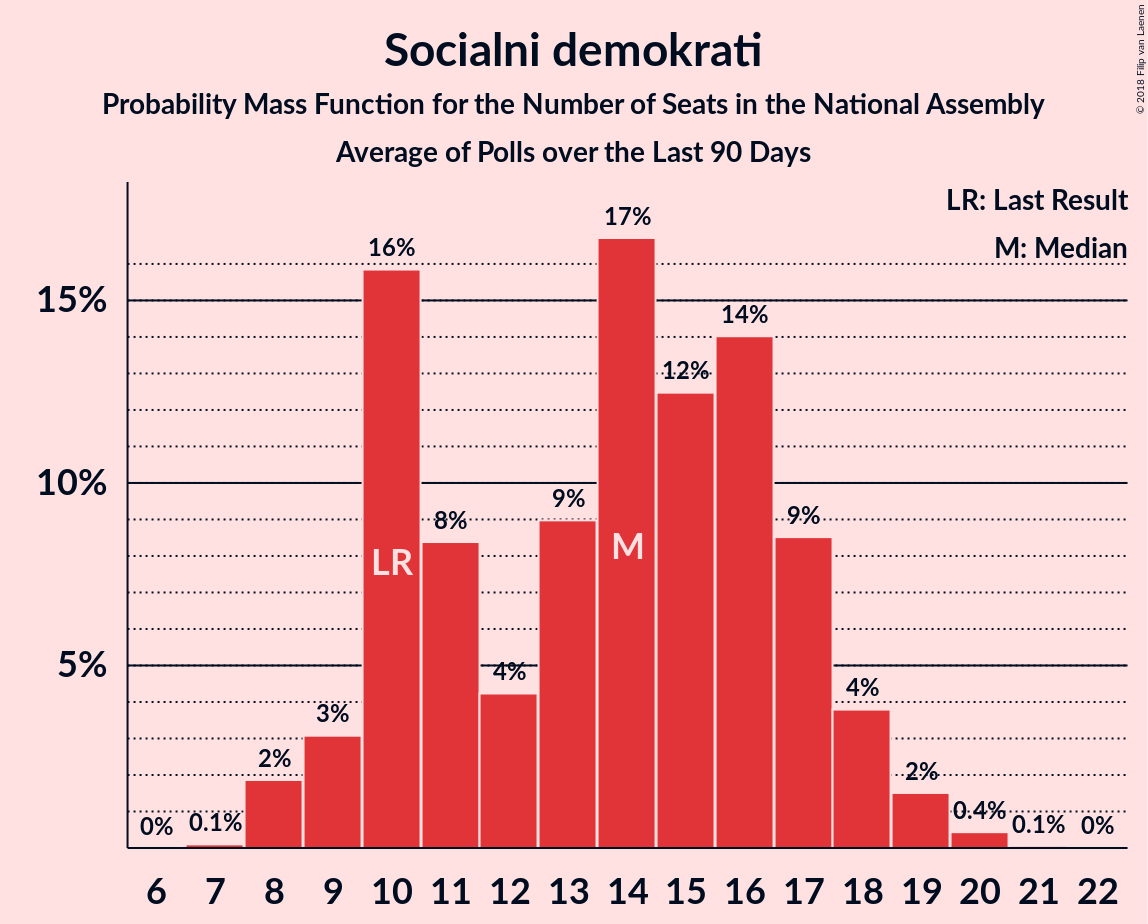 Socialni demokrati
Probability Mass Function for the Number of Seats in the National Assembly
Average of Polls over the Last 90 Days
© 2018 Filip van Laenen
LR: Last Result
M: Median
15%
10%
5%
0%
0.1%
2%
3%
16%
8%
4%
9%
17%
12%
14%
9%
4%
2%
0.4%
0.1%
0%
LR
M
6 7 8 9 10 11 12 13 14 15 16 17 18 19 20 21 22